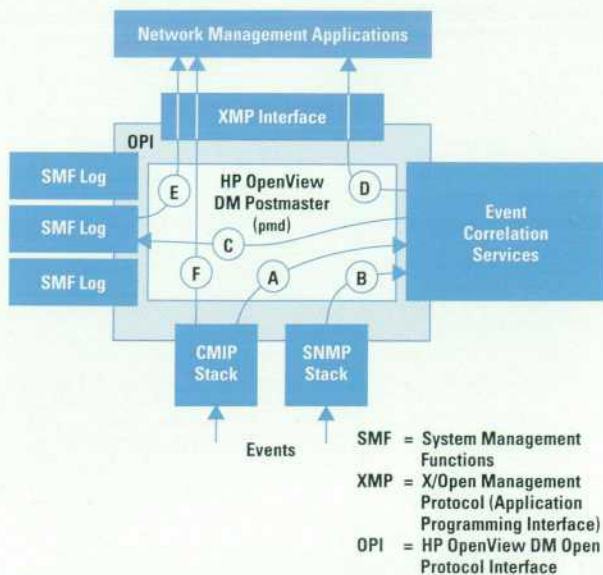 Network Management Applications
XMP Interface
OPI
SMF Log
SMF Log
SMF Log
E
HP OpenView
DM Postmaster
(pmd)
D
C
F
A
B
Event
Correlation
Services
CMIP
Stack
SNMP
Stack
Events
SMF = System Management
Functions
XMP = X/Open Management
Protocol (Application
Programming Interface)
OPI = HP OpenView DM Open
Protocol Interface